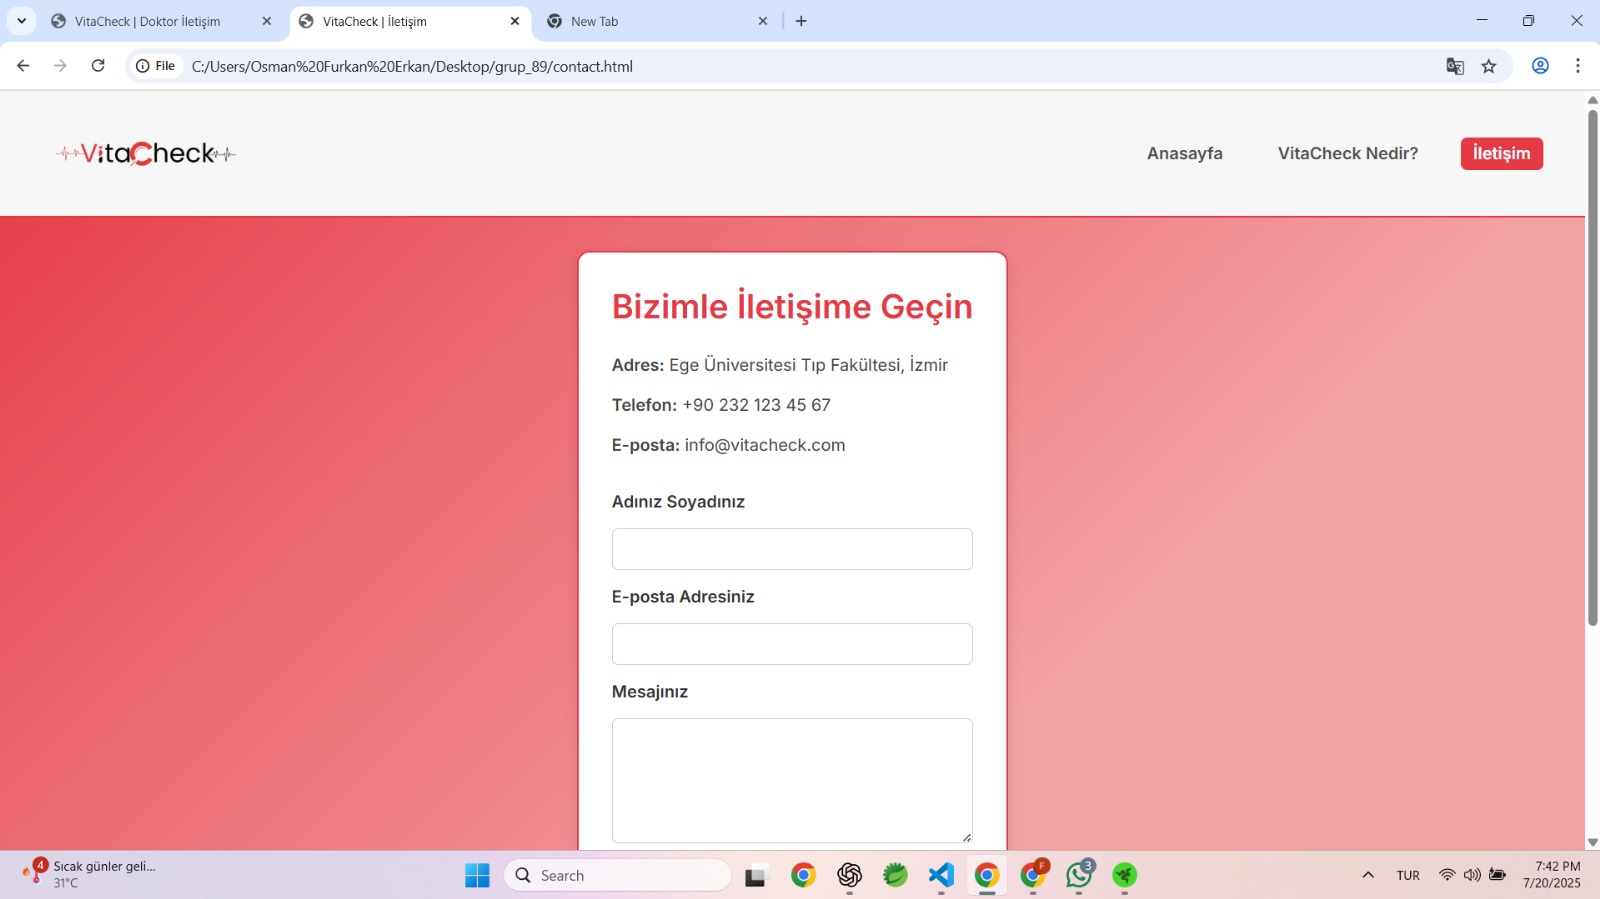 VitaCheck | Doktor İletişim
VitaCheck | İletişim
New Tab
File
C:/Users/Osman%20Furkan%20Erkan/Desktop/grup_89/contact.html
VitaCheck
Anasayfa
VitaCheck Nedir?
İletişim
Bizimle İletişime Geçin
Adres: Ege Üniversitesi Tıp Fakültesi, İzmir
Telefon: +90 232 123 45 67
E-posta: info@vitacheck.com
Adınız Soyadınız
E-posta Adresiniz
Mesajınız
4
Sıcak günler geli...
31°C
Search
F
3
TUR
7:42 PM
7/20/2025